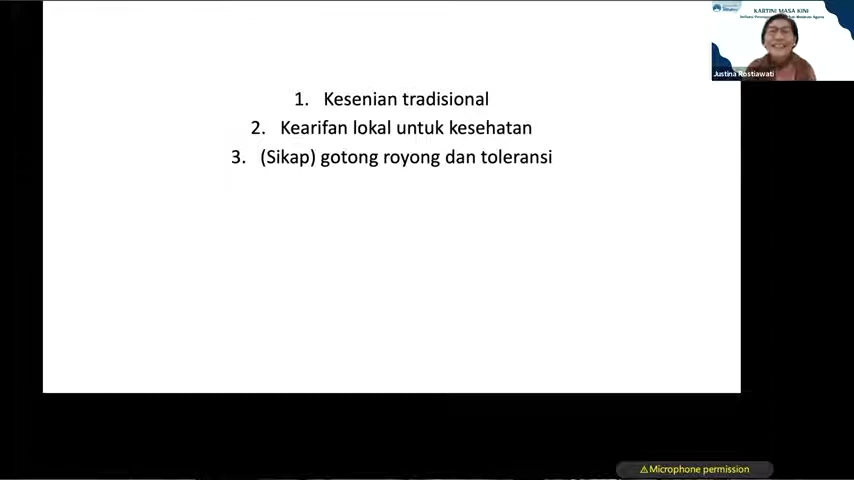 KARTINI MASA KINI
Justina Rostiawati
1. Kesenian tradisional
2. Kearifan lokal untuk kesehatan
3. (Sikap) gotong royong dan toleransi
⚠Microphone permission